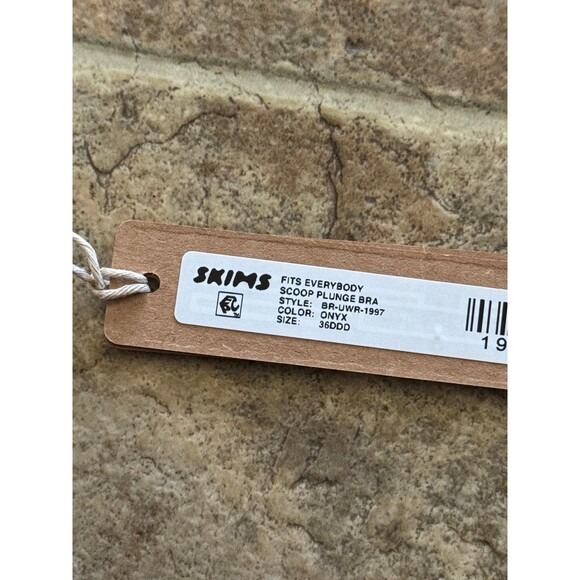 SKIMS
FITS EVERYBODY
SCOOP PLUNGE BRA
STYLE: BR-UWR-1997
COLOR: ONYX
SIZE: 36DDD
19